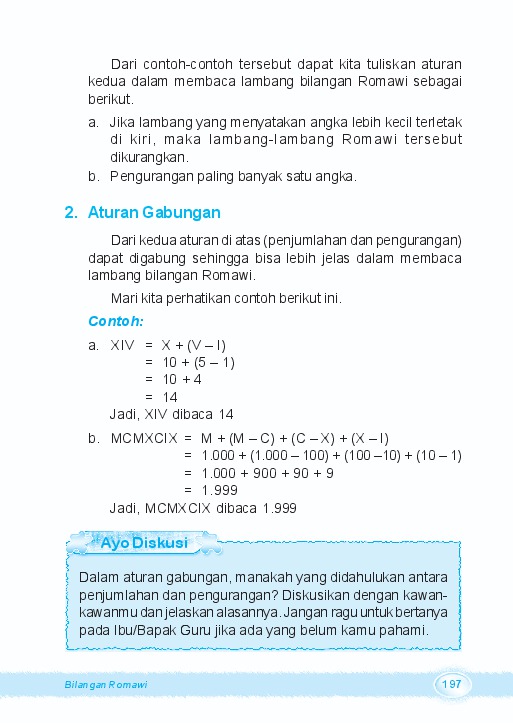 Dari contoh-contoh tersebut dapat kita tuliskan aturan
kedua dalam membaca lambang bilangan Romawi sebagai
berikut.
a. Jika lambang yang menyatakan angka lebih kecil terletak
di kiri, maka lambang-lambang Romawi tersebut
dikurangkan.
b. Pengurangan paling banyak satu angka.
2. Aturan Gabungan
Dari kedua aturan di atas (penjumlahan dan pengurangan)
dapat digabung sehingga bisa lebih jelas dalam membaca
lambang bilangan Romawi.
Mari kita perhatikan contoh berikut ini.
Contoh:
a. XIV = X + (V – I)
= 10 + (5 – 1)
= 10 + 4
= 14
Jadi, XIV dibaca 14
b. MCMXCIX = M + (M – C) + (C – X) + (X – I)
= 1.000 + (1.000 – 100) + (100 –10) + (10 – 1)
= 1.000 + 900 + 90 + 9
= 1.999
Jadi, MCMXCIX dibaca 1.999
Ayo Diskusi
Dalam aturan gabungan, manakah yang didahulukan antara
penjumlahan dan pengurangan? Diskusikan dengan kawan-
kawanmu dan jelaskan alasannya. Jangan ragu untuk bertanya
pada Ibu/Bapak Guru jika ada yang belum kamu pahami.
Bilangan Romawi 197